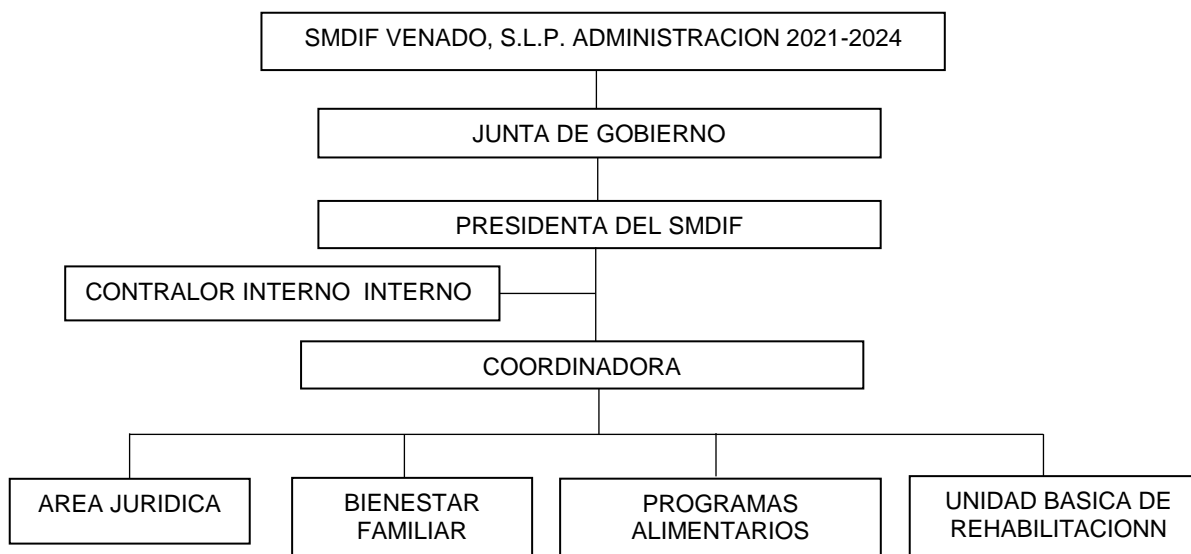 SMDIF VENADO, S.L.P. ADMINISTRACION 2021-2024
JUNTA DE GOBIERNO
PRESIDENTA DEL SMDIF
CONTRALOR INTERNO  INTERNO
COORDINADORA
AREA JURIDICA
BIENESTAR
FAMILIAR
PROGRAMAS
ALIMENTARIOS
UNIDAD BASICA DE
REHABILITACIONN